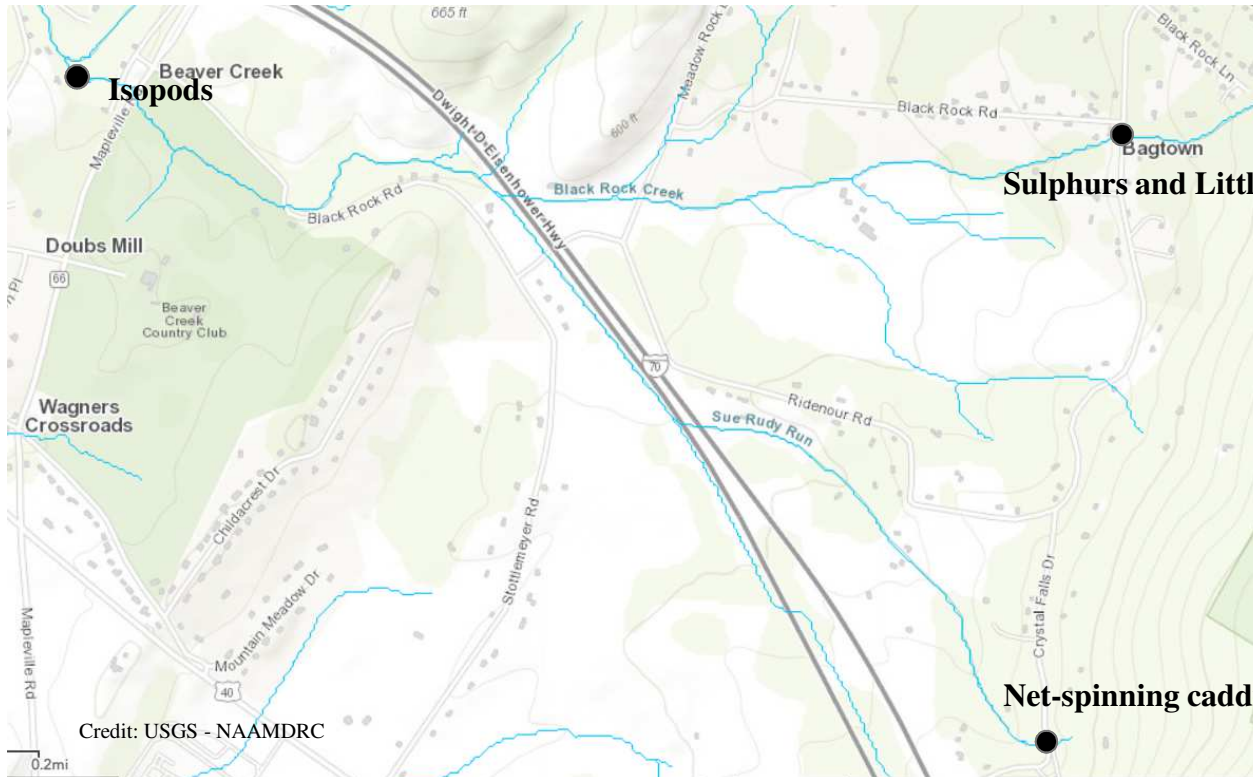 665 ft
Beaver Creek
Isopods
Mapleville
Dwight-D-Eisenhower-Hwy
Meadow Rock
600 ft
Black Rock Ln
Black Rock Rd
Bagtown
Sulphurs and Littl
Black Rock Creek
Black Rock Rd
Doubs Mill
66
Pl
Beaver
Creek
Country Club
70
Wagners
Crossroads
Ridenour Rd
Sue Rudy Run
Childacrest Dr
Stottlemeyer Rd
Mountain Meadow Dr
Mapleville Rd
40
Crystal Falls Dr
Net-spinning cadd
Credit: USGS - NAAMDRC
0.2mi